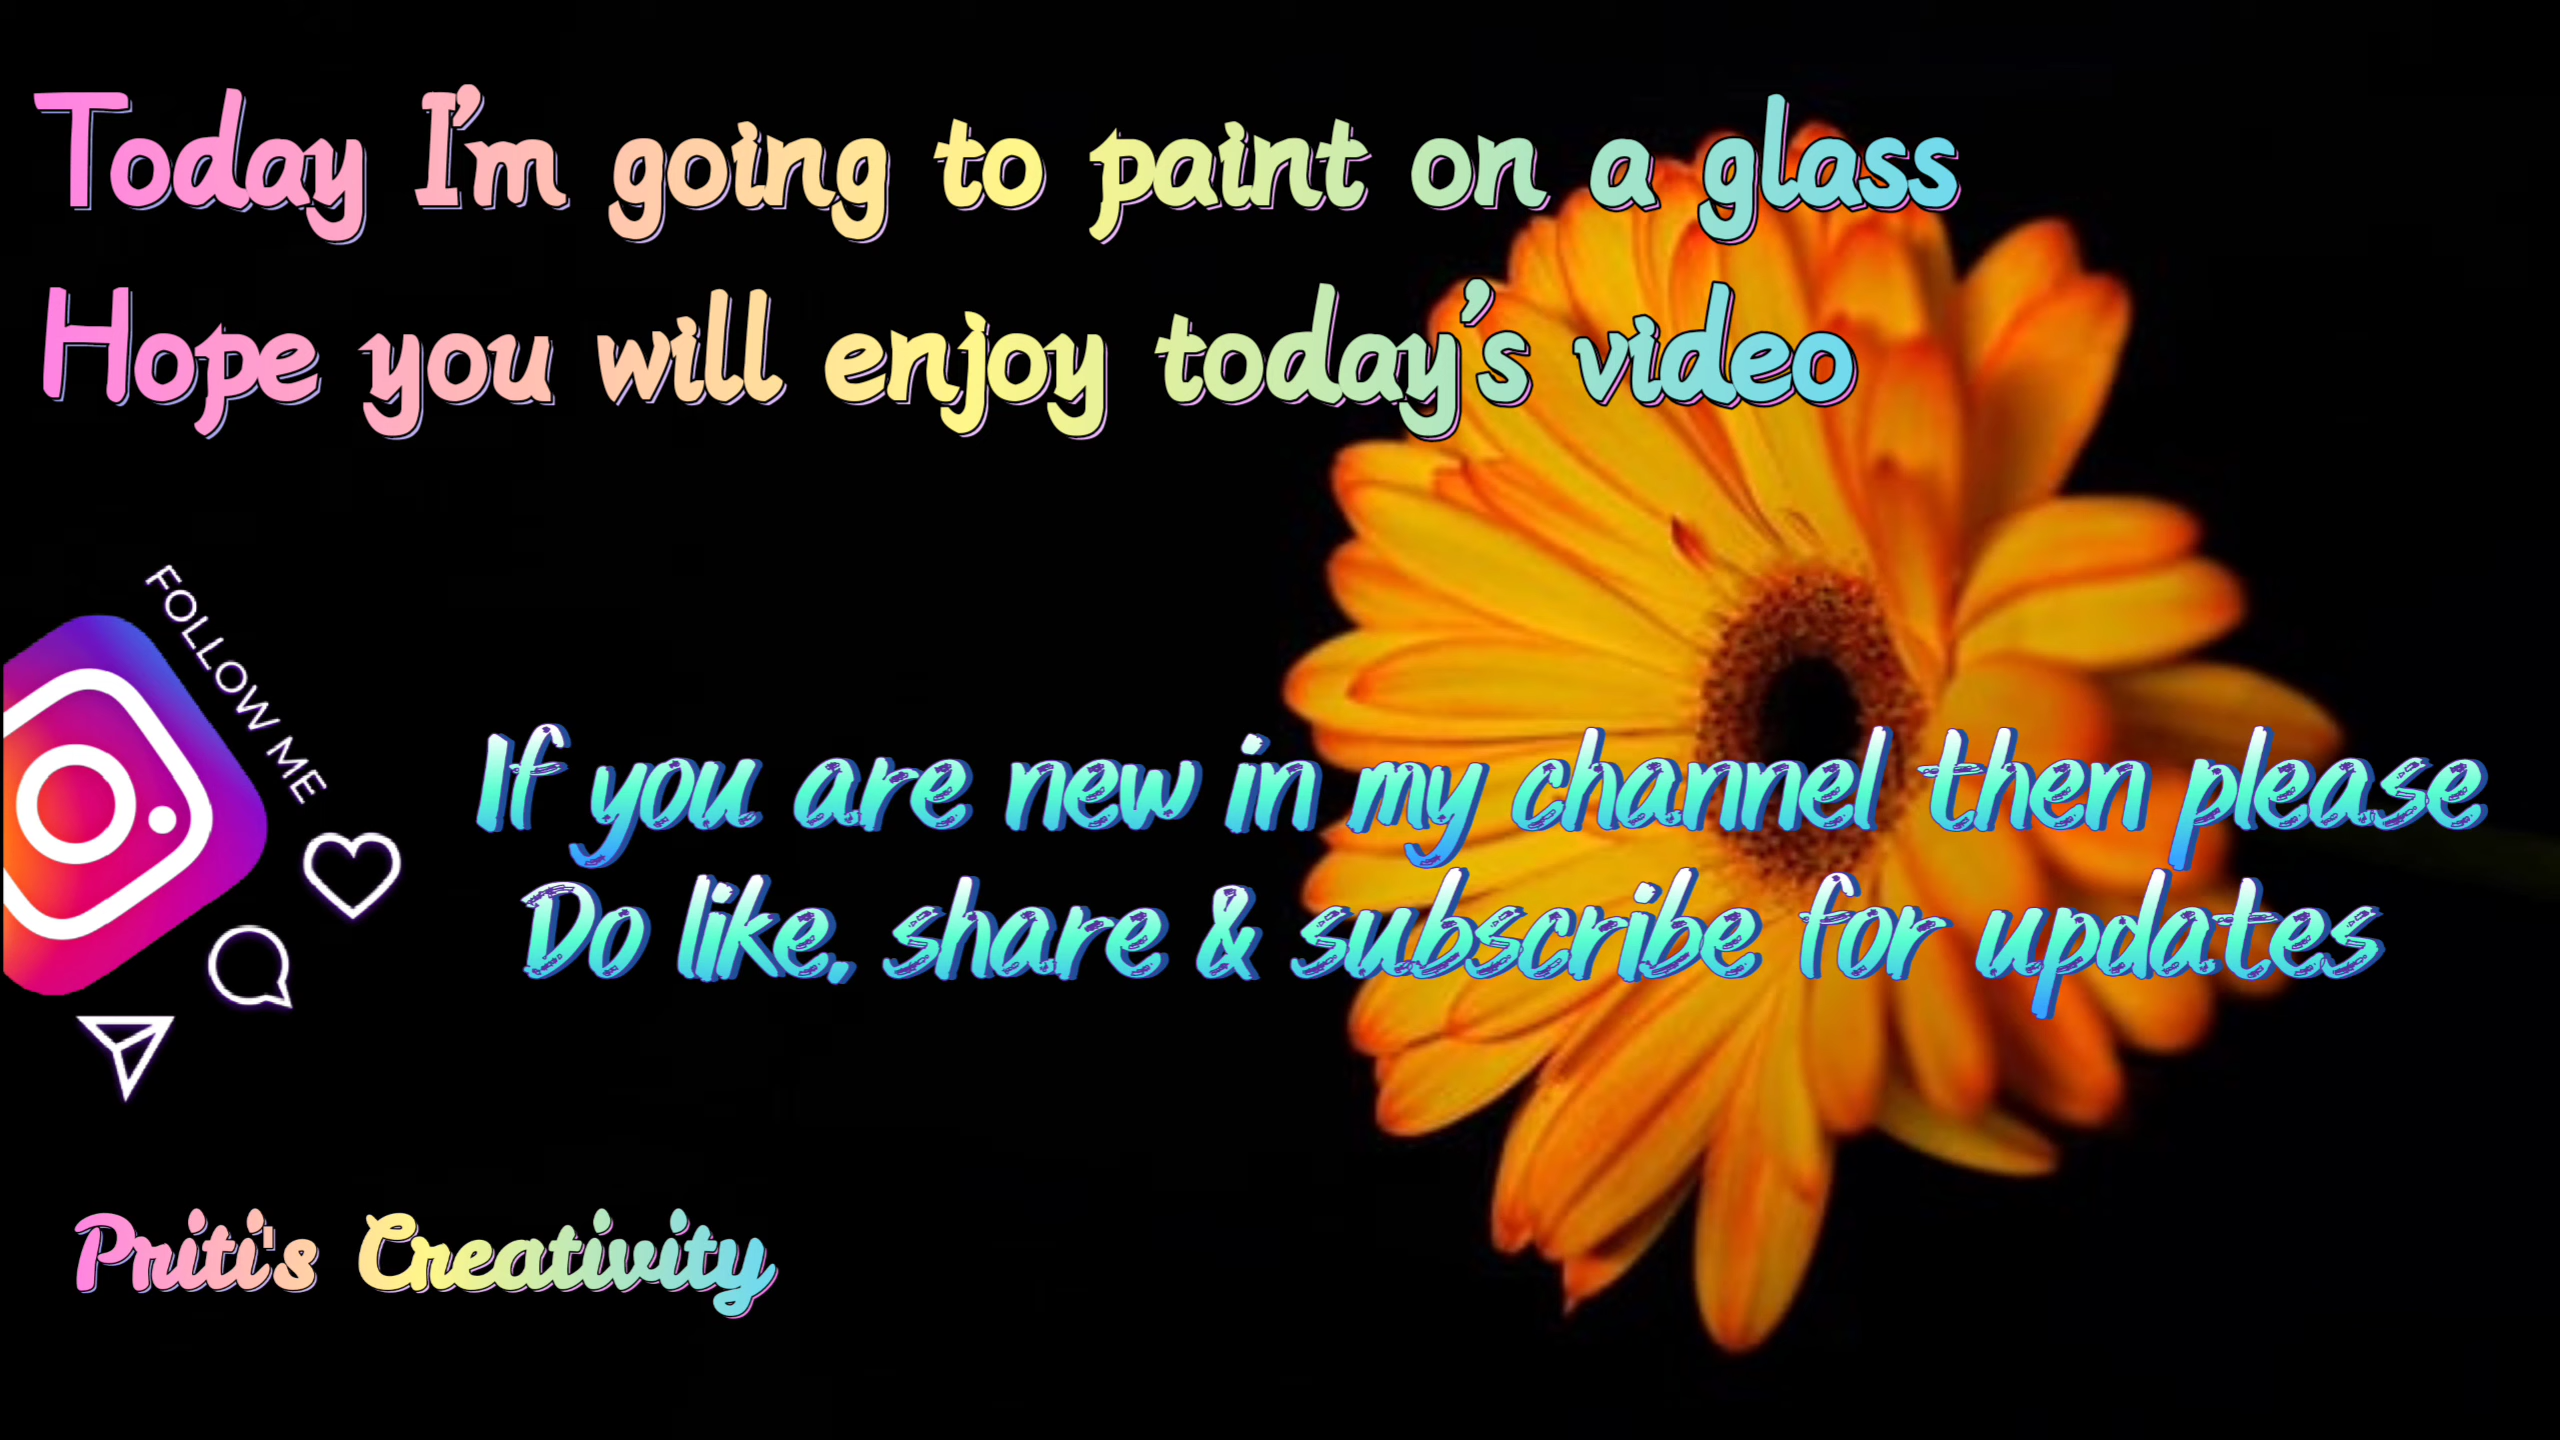 Today I'm going to paint on a glass
Hope you will enjoy today's video
FOLLOW ME
If you are new in my channel then please
Do like, share & subscribe for updates
Priti's Creativity